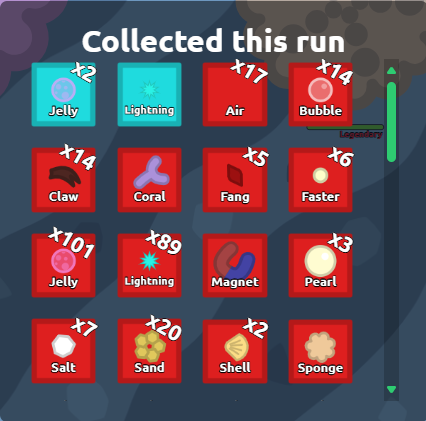 Collected this run
x2 x17 x14
Jelly Lightning Air Bubble
Legendary
x14 x5 x6
Claw Coral Fang Faster
x101 x89 x3
Jelly Lightning Magnet Pearl
x7 x20 x2
Salt Sand Shell Sponge